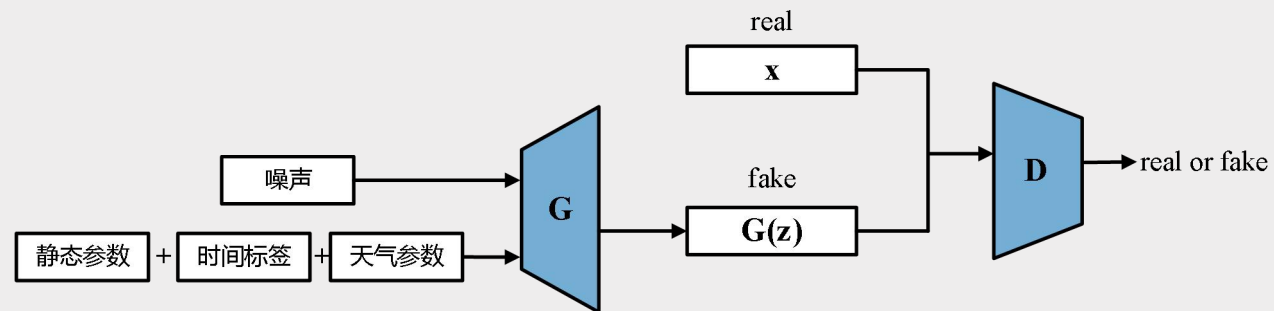 real
x
噪声
G
fake
G(z)
D
real or fake
静态参数 + 时间标签 + 天气参数